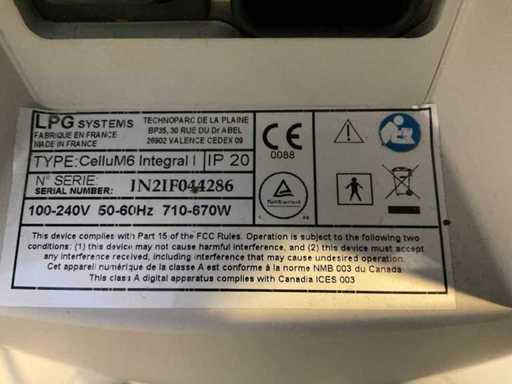 LPG SYSTEMS
FABRIQUE EN FRANCE
MADE IN FRANCE
TECHNOPARC DE LA PLAINE
BP35, 30 RUE DU Dr ABEL
26902 VALENCE CEDEX 09
TYPE: CelluM6 Integral I IP 20
N° SERIE:
SERIAL NUMBER: 1N2IF044286
100-240V 50-60Hz 710-670W
CE
0088
This device complies with Part 15 of the FCC Rules. Operation is subject to the following two
conditions: (1) this device may not cause harmful interference, and (2) this device must accept
any interference received, including interference that may cause undesired operation.
Cet appareil numérique de la classe A est conforme à la norme NMB 003 du Canada
This class A digital apparatus complies with Canadia ICES 003